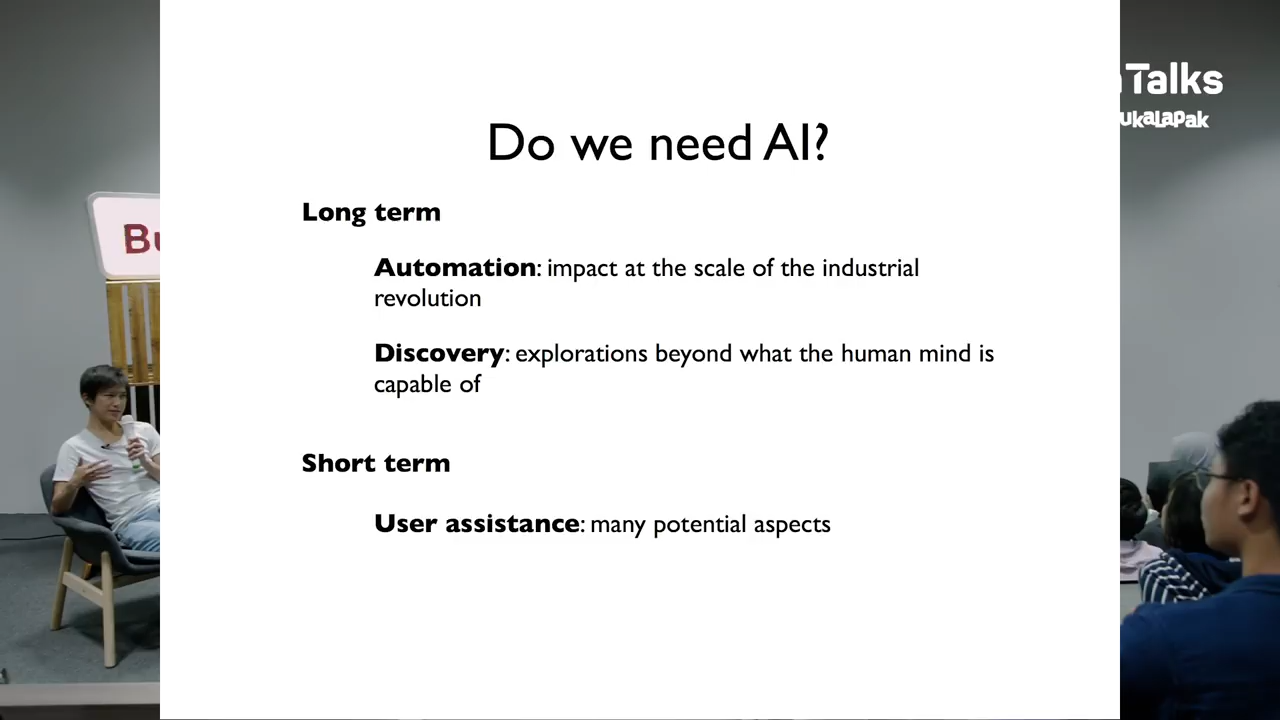 Do we need AI?
Long term
Automation: impact at the scale of the industrial
revolution
Discovery: explorations beyond what the human mind is
capable of
Short term
User assistance: many potential aspects
Talks
ukalapak
Bu